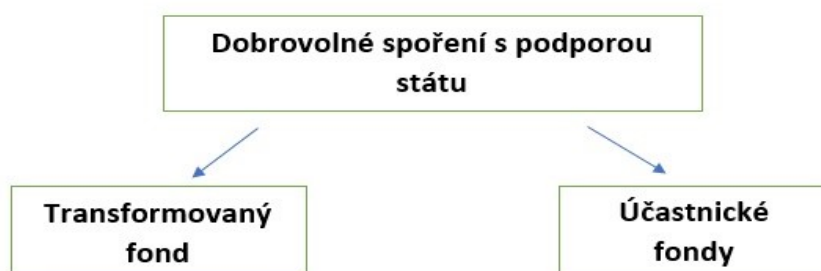 Dobrovolné spoření s podporou
státu
Transformovaný
fond
Účastnické
fondy